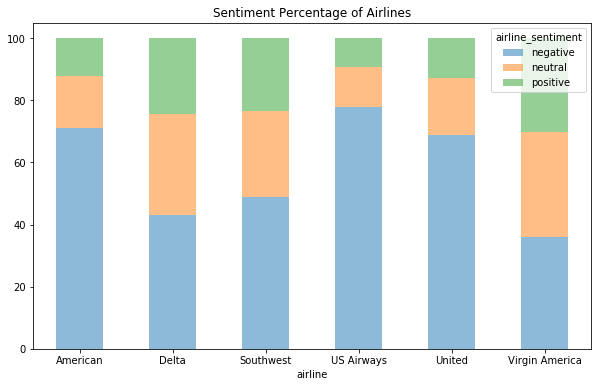 Sentiment Percentage of Airlines
airline_sentiment
negative
neutral
positive
100
80
60
40
20
0
American Delta Southwest US Airways United Virgin America
airline